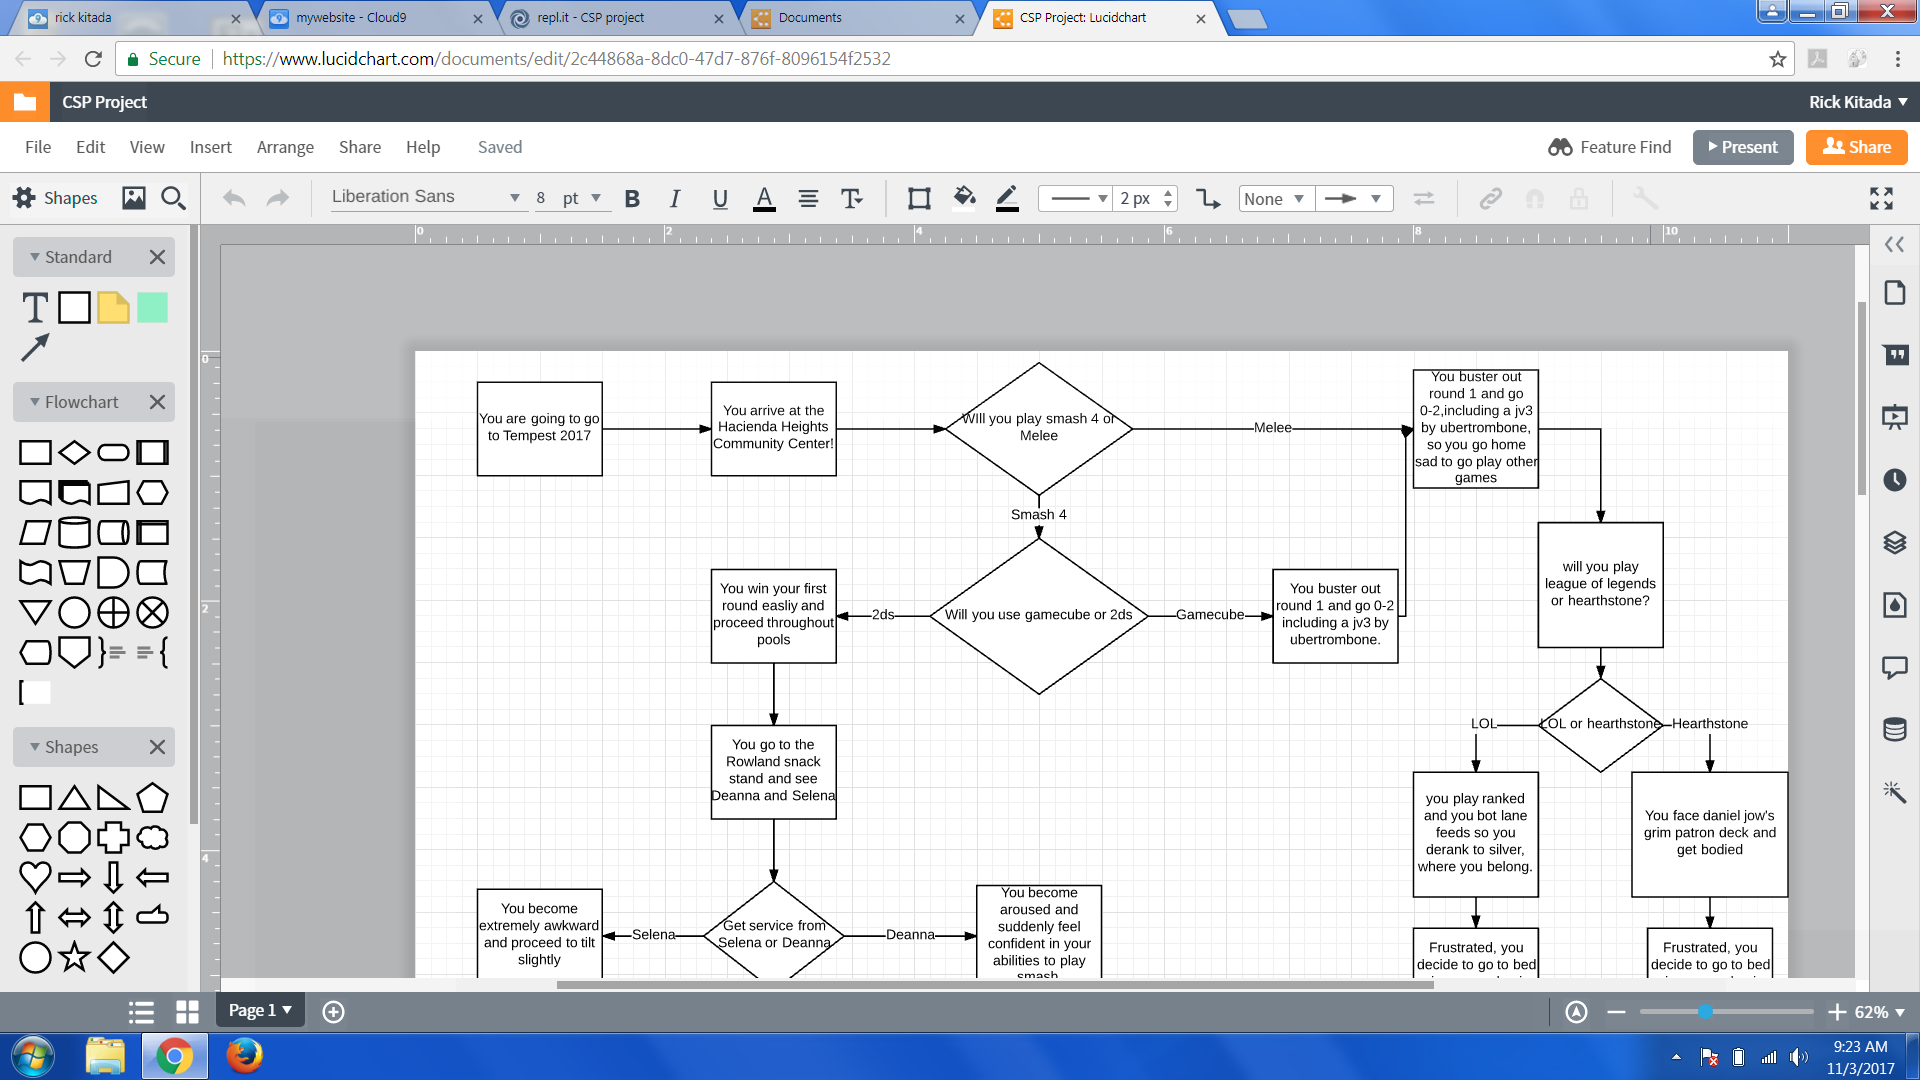 rick kitada
mywebsite - Cloud9
repl.it - CSP project
Documents
CSP Project: Lucidchart
Secure
https://www.lucidchart.com/documents/edit/2c44868a-8dc0-47d7-876f-8096154f2532
CSP Project
Rick Kitada
File
Edit
View
Insert
Arrange
Share
Help
Saved
Feature Find
Present
Share
Shapes
Liberation Sans
8
pt
B
I
U
A
T
2 px
None
Standard
T
Flowchart
Shapes
0
2
4
6
8
10
0
2
4
You are going to go
to Tempest 2017
You arrive at the
Hacienda Heights
Community Center!
WIll you play smash 4 or
Melee
Melee
You buster out
round 1 and go
0-2,including a jv3
by ubertrombone,
so you go home
sad to go play other
games
Smash 4
will you play
league of legends
or hearthstone?
You win your first
round easliy and
proceed throughout
pools
2ds
Will you use gamecube or 2ds
Gamecube
You buster out
round 1 and go 0-2
including a jv3 by
ubertrombone.
LOL
LOL or hearthstone
Hearthstone
You go to the
Rowland snack
stand and see
Deanna and Selena
you play ranked
and you bot lane
feeds so you
derank to silver,
where you belong.
You face daniel jow's
grim patron deck and
get bodied
You become
extremely awkward
and proceed to tilt
slightly
Selena
Get service from
Selena or Deanna
Deanna
You become
aroused and
suddenly feel
confident in your
abilities to play
smash
Frustrated, you
decide to go to bed
Frustrated, you
decide to go to bed
Page 1
62%
9:23 AM
11/3/2017